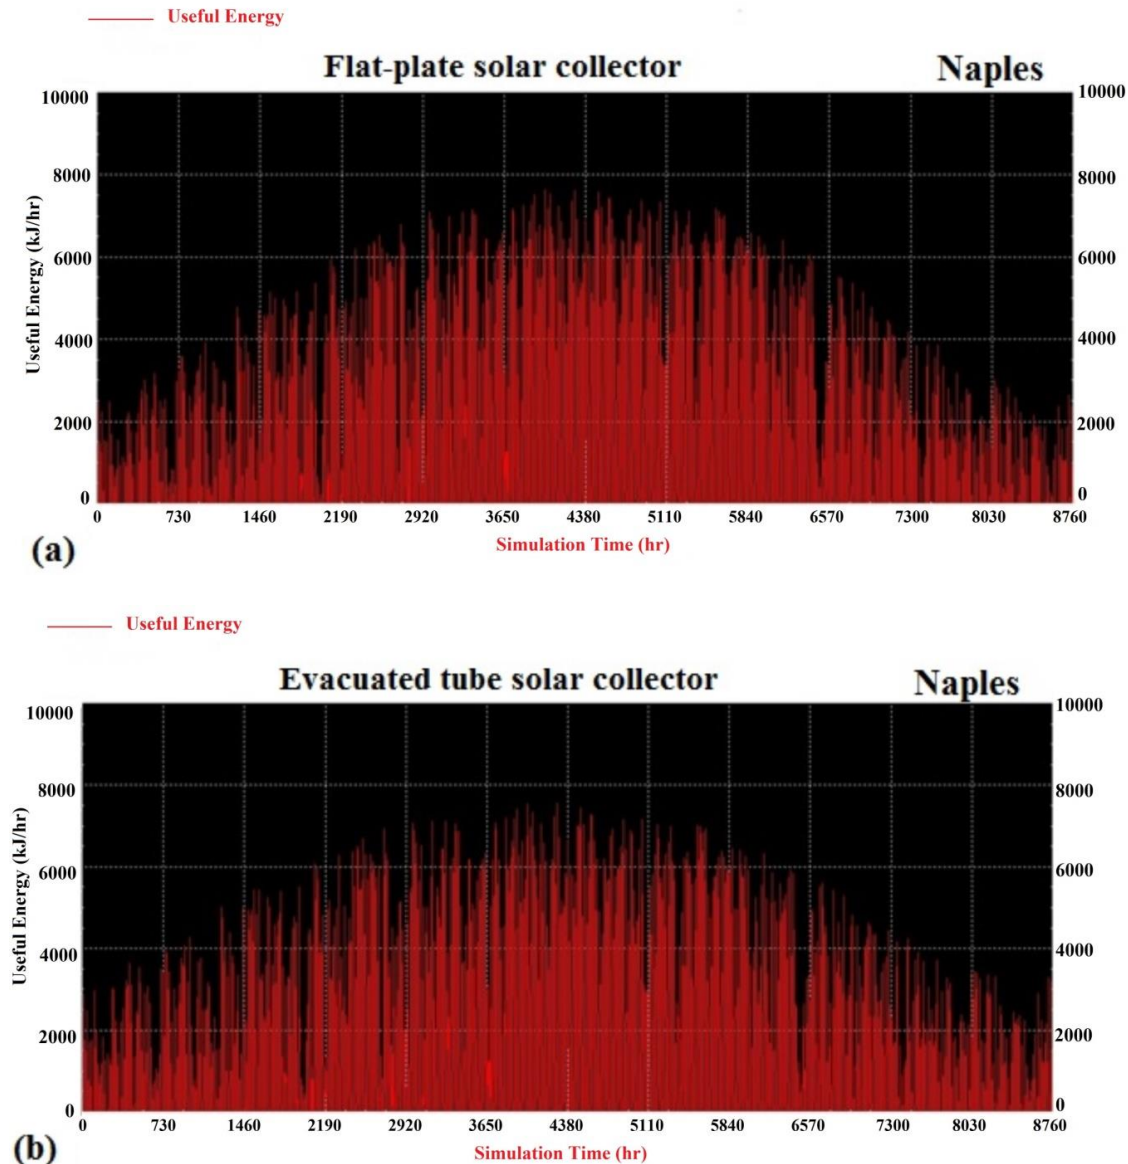 Useful Energy
Flat-plate solar collector Naples
10000 10000
8000 8000
6000 6000
4000 4000
2000 2000
0 0
Useful Energy (kJ/hr)
0 730 1460 2190 2920 3650 4380 5110 5840 6570 7300 8030 8760
Simulation Time (hr)
(a)
Useful Energy
Evacuated tube solar collector Naples
10000 10000
8000 8000
6000 6000
4000 4000
2000 2000
0 0
Useful Energy (kJ/hr)
0 730 1460 2190 2920 3650 4380 5110 5840 6570 7300 8030 8760
Simulation Time (hr)
(b)